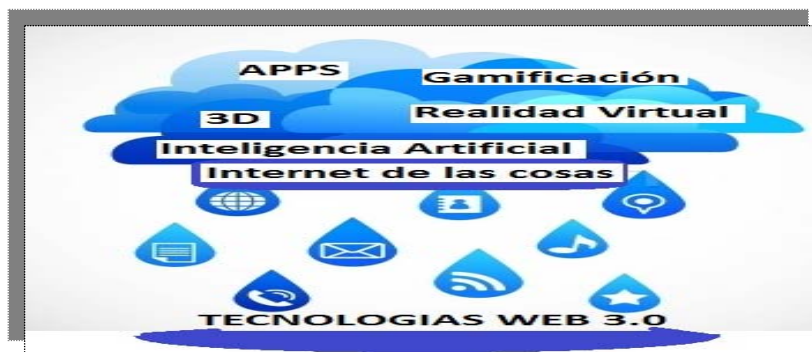 APPS
Gamificación
3D
Realidad Virtual
Inteligencia Artificial
Internet de las cosas
TECNOLOGIAS WEB 3.0